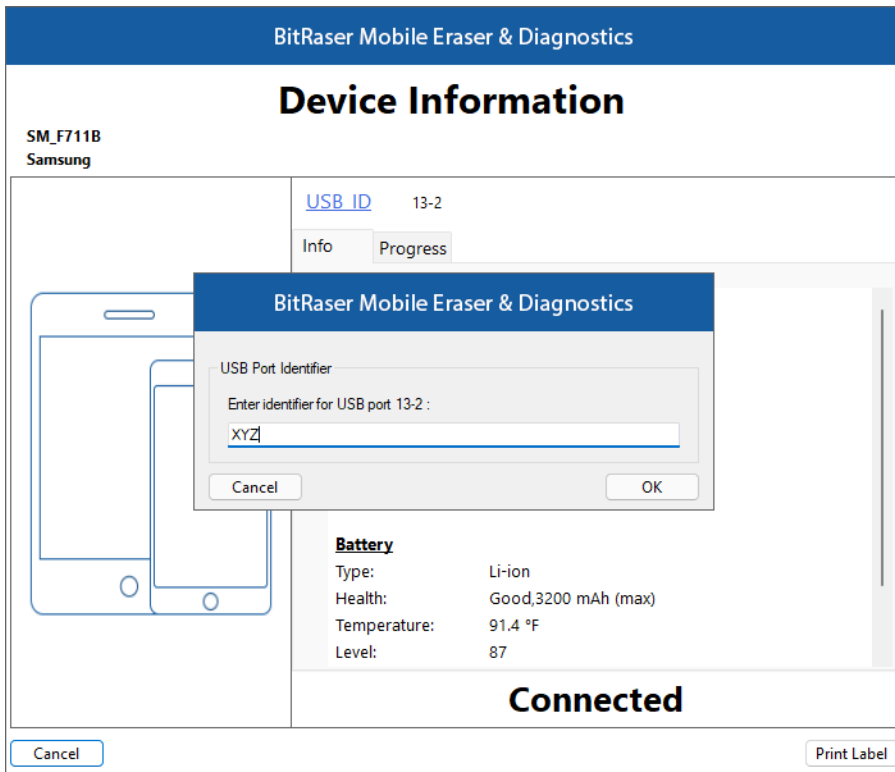 BitRaser Mobile Eraser & Diagnostics
Device Information
SM_F711B
Samsung
USB_ID 13-2
Info Progress
BitRaser Mobile Eraser & Diagnostics
USB Port Identifier
Enter identifier for USB port 13-2 :
XYZ
Cancel OK
Battery
Type: Li-ion
Health: Good,3200 mAh (max)
Temperature: 91.4 °F
Level: 87
Connected
Cancel Print Label